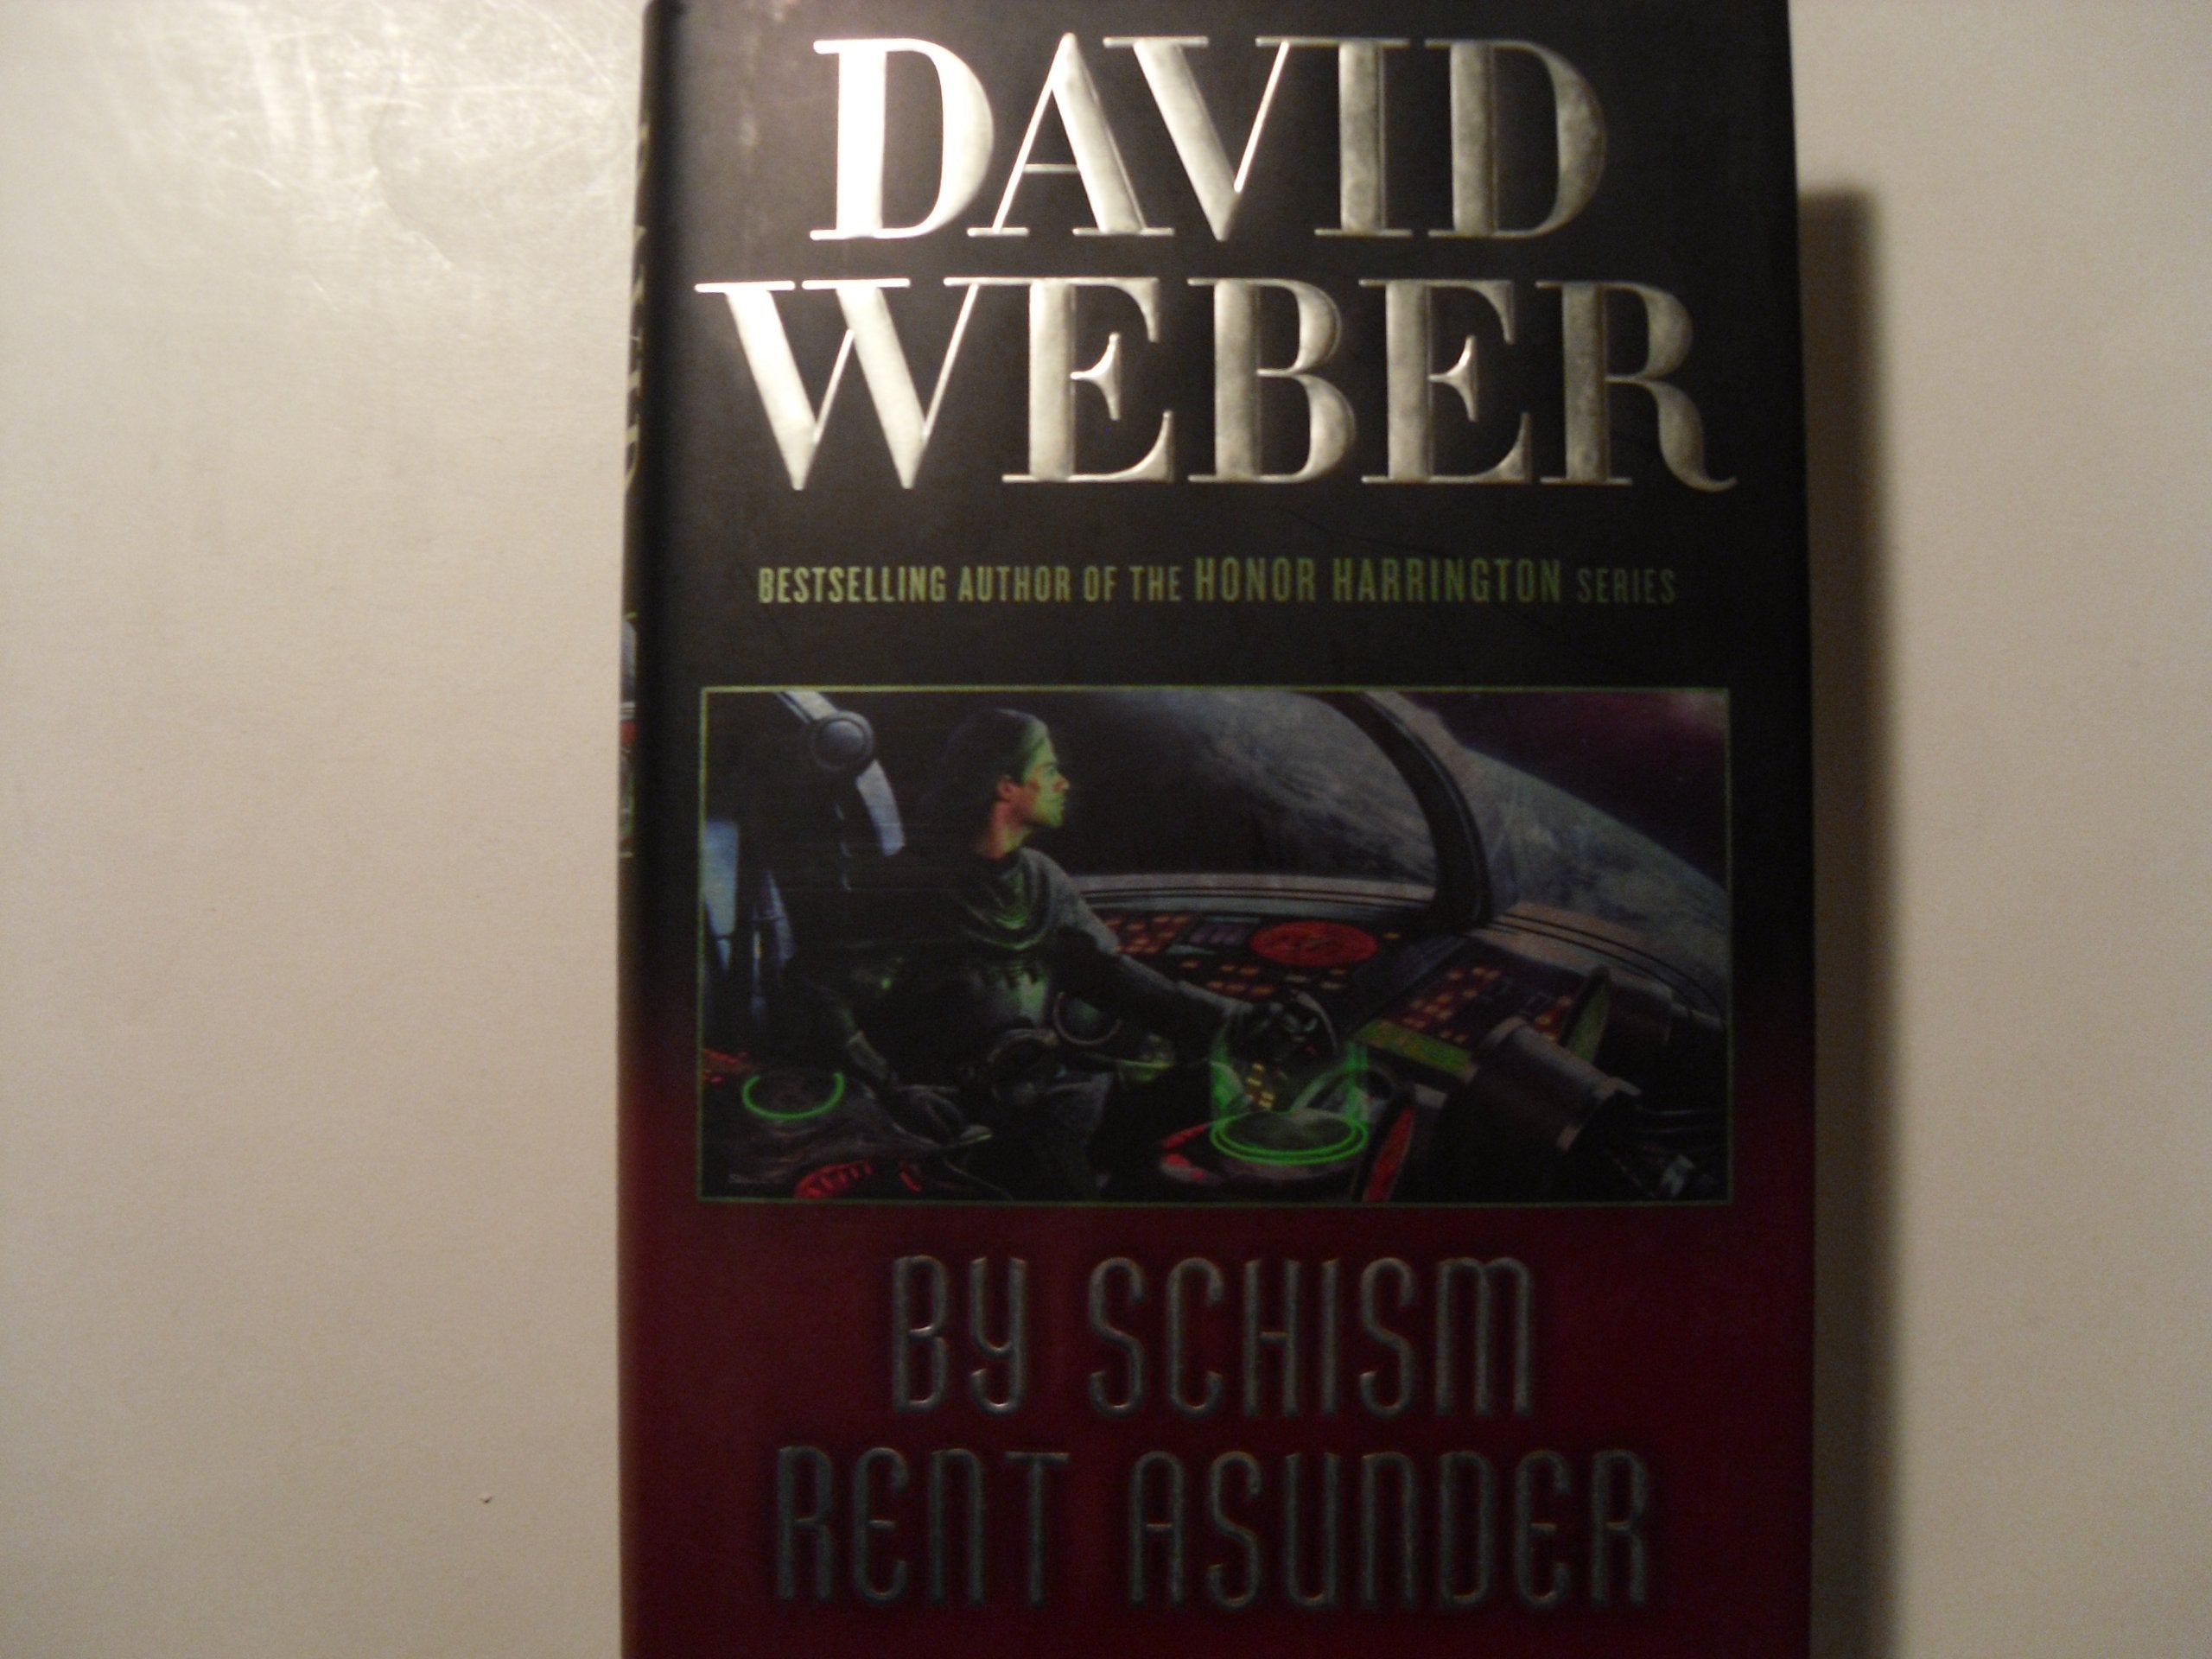 DAVID
WEBER
BESTSELLING AUTHOR OF THE HONOR HARRINGTON SERIES
BY SCHISM
RENT ASUNDER